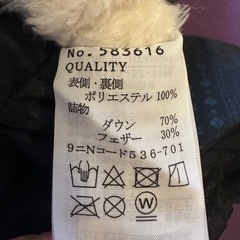 No. 583616
QUALITY
表側・裏側
ポリエステル 100%
詰物
ダウン 70%
フェザー 30%
9ニNコード536-701
W